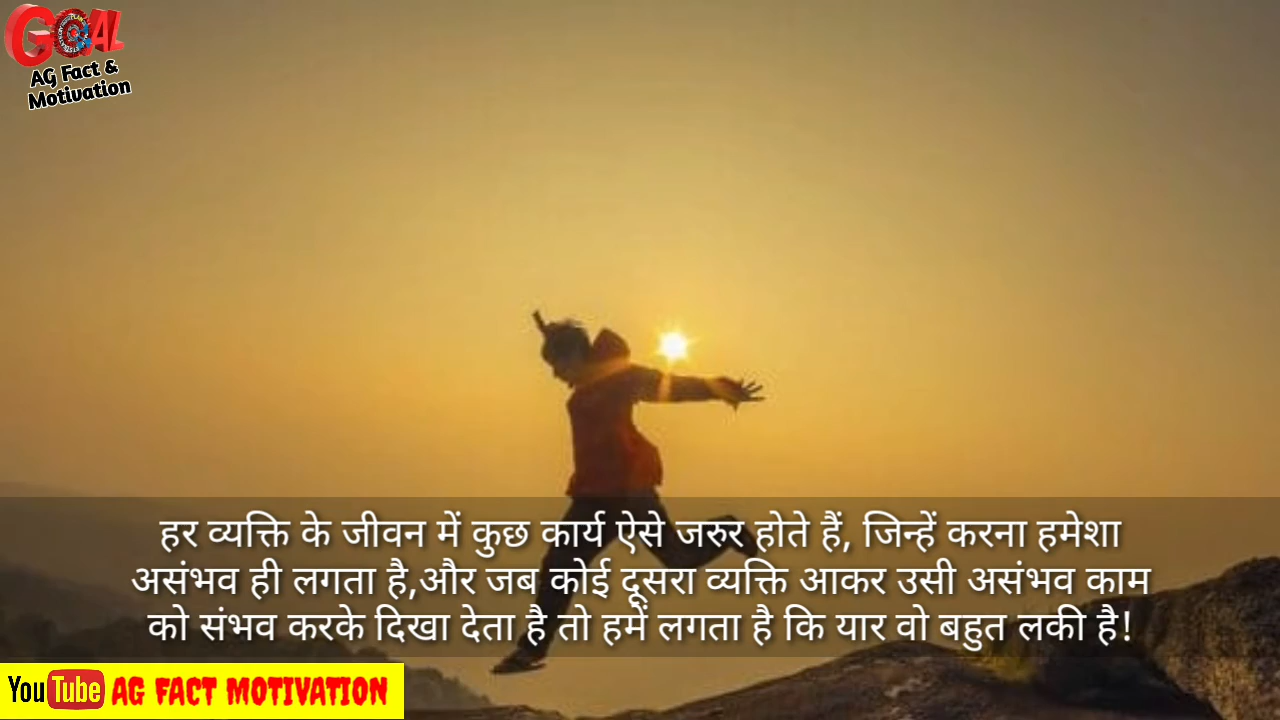 GOAL
AG Fact &
Motivation
हर व्यक्ति के जीवन में कुछ कार्य ऐसे जरुर होते हैं, जिन्हें करना हमेशा
असंभव ही लगता है,और जब कोई दूसरा व्यक्ति आकर उसी असंभव काम
को संभव करके दिखा देता है तो हमें लगता है कि यार वो बहुत लकी है!
YouTube AG FACT MOTIVATION